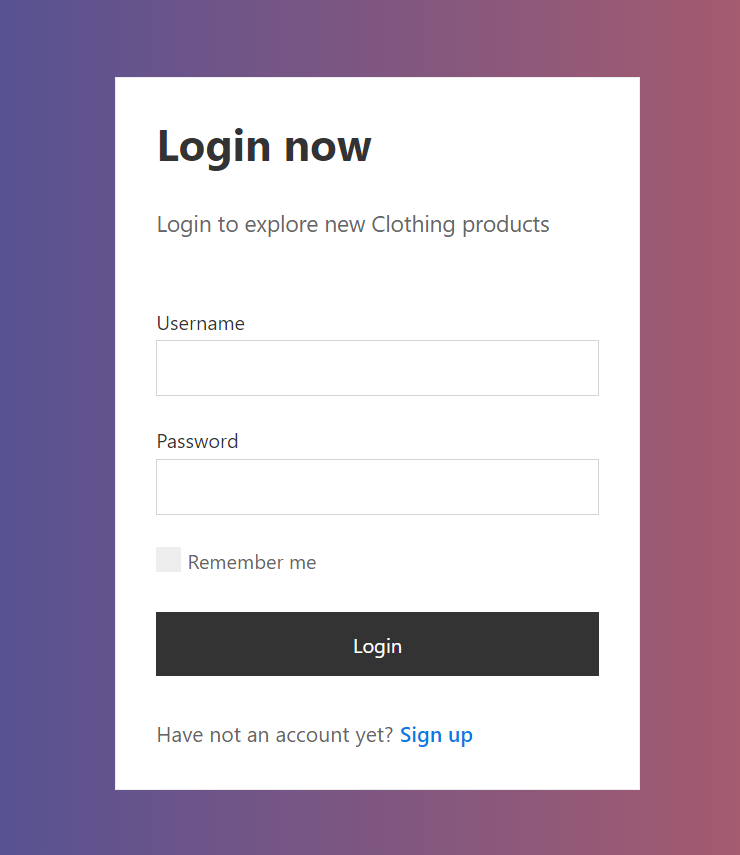 Login now
Login to explore new Clothing products
Username
Password
Remember me
Login
Have not an account yet? Sign up